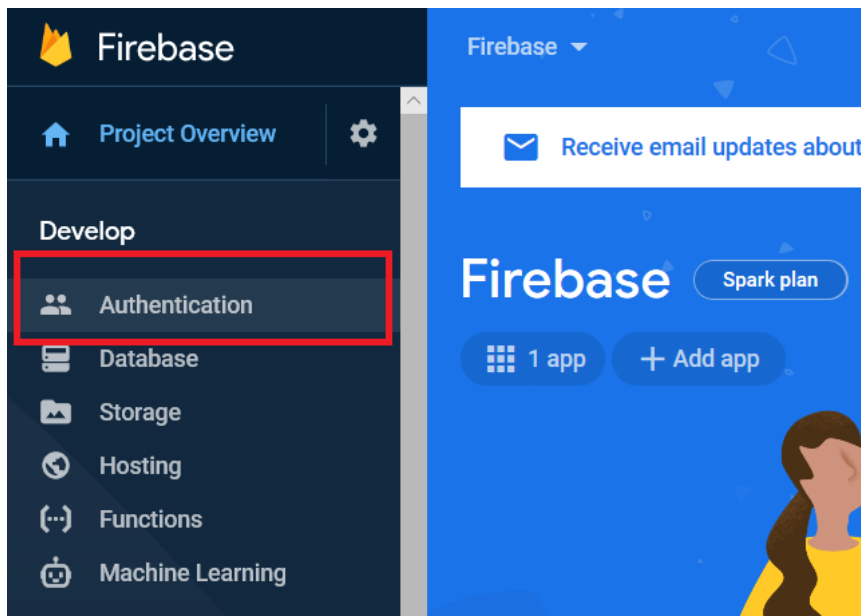 Firebase
Project Overview
Develop
Authentication
Database
Storage
Hosting
Functions
Machine Learning
Firebase
Receive email updates about
Firebase
Spark plan
1 app
Add app